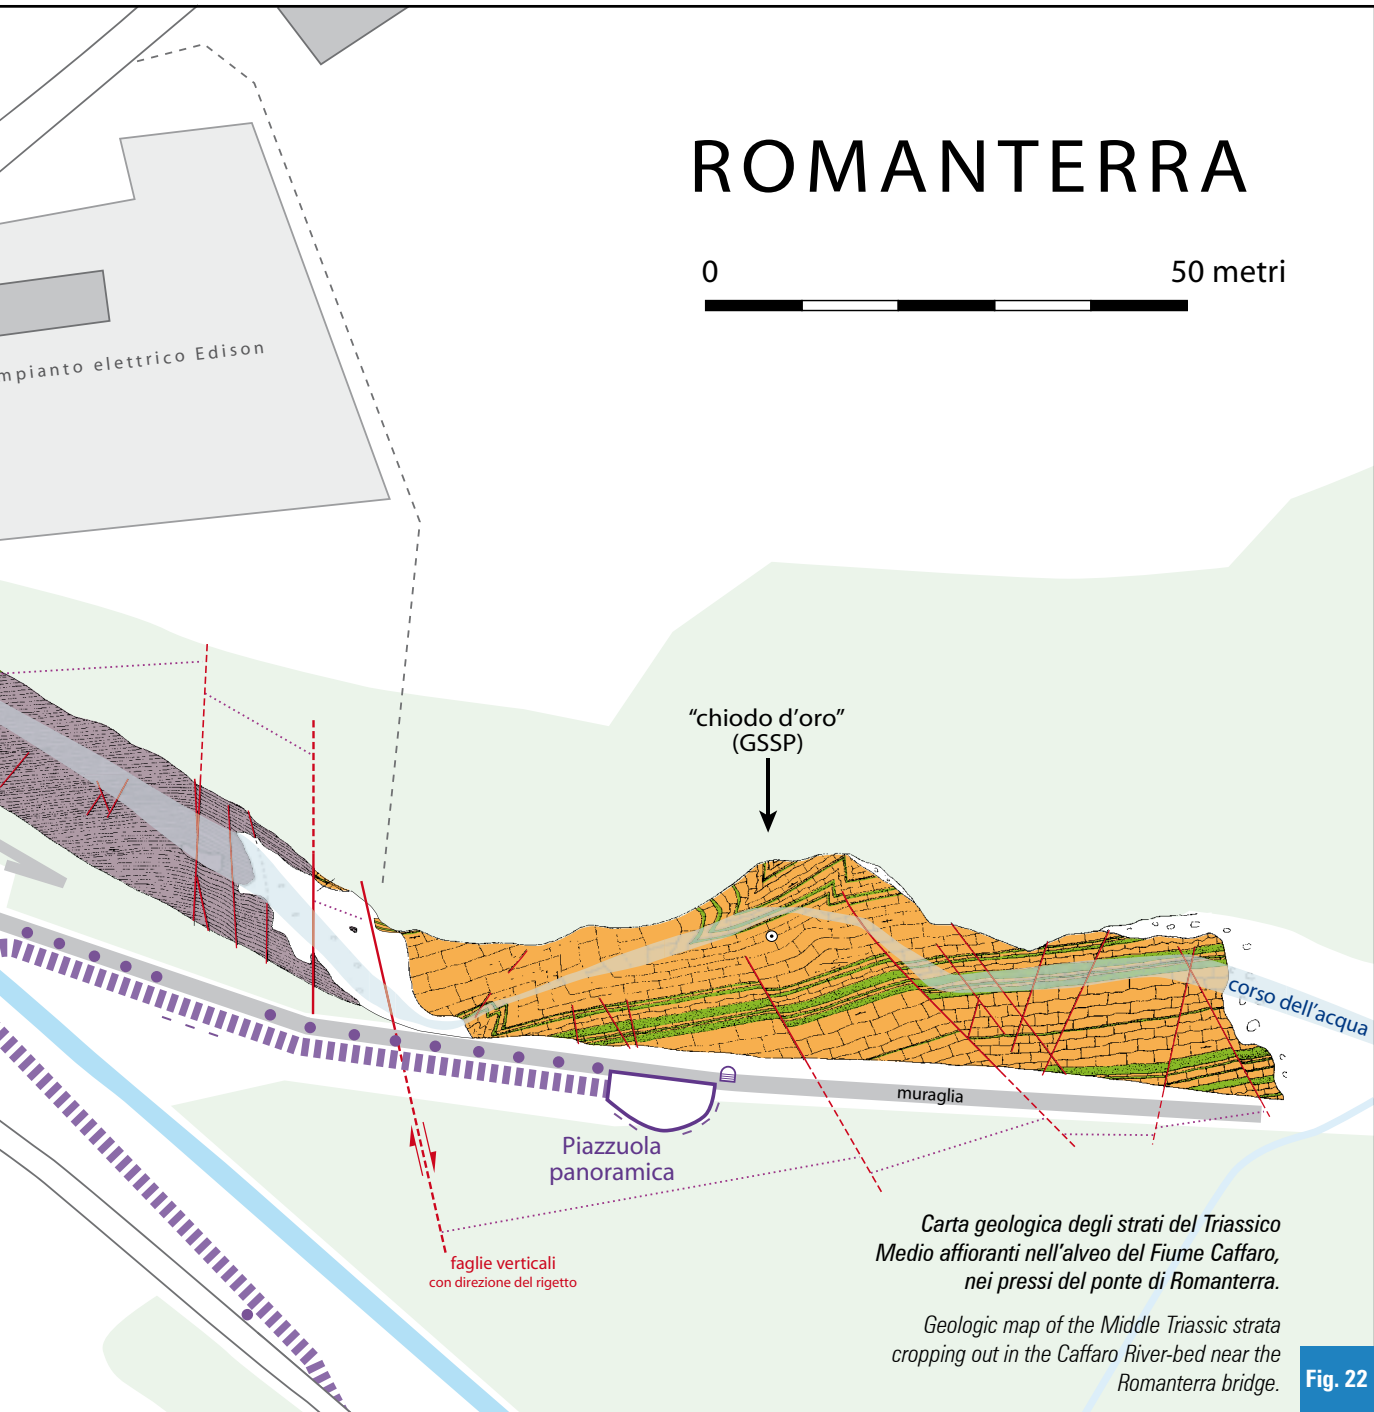 ROMANTERRA
0
50 metri
mpianto elettrico Edison
“chiodo d’oro”
(GSSP)
corso dell’acqua
muraglia
Piazzuola
panoramica
faglie verticali
con direzione del rigetto
Carta geologica degli strati del Triassico
Medio affioranti nell’alveo del Fiume Caffaro,
nei pressi del ponte di Romanterra.
Geologic map of the Middle Triassic strata
cropping out in the Caffaro River-bed near the
Romanterra bridge.
Fig. 22